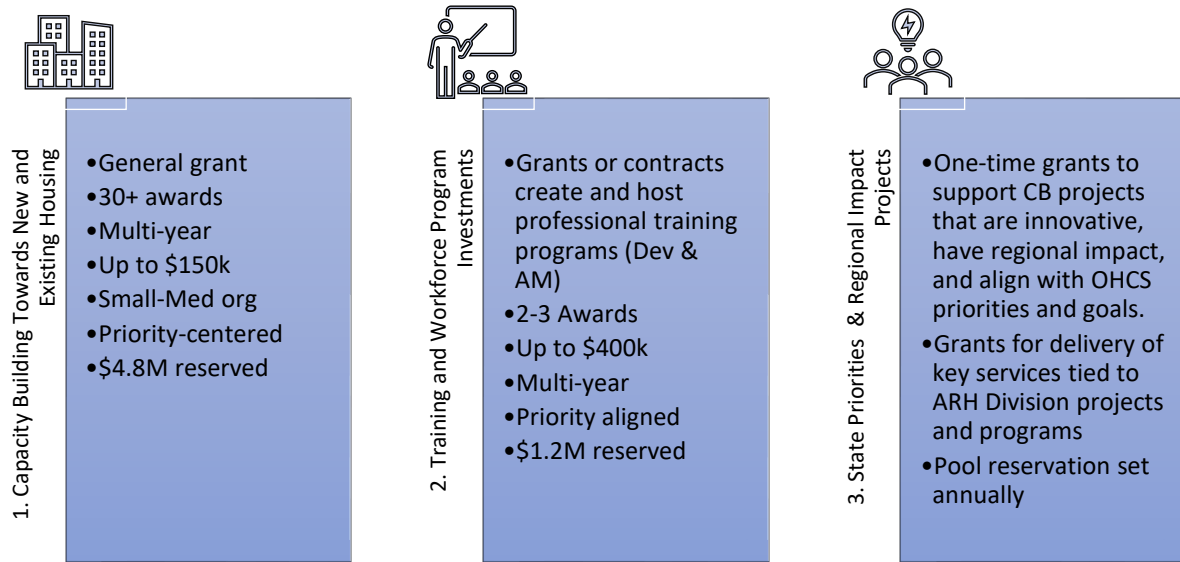 1. Capacity Building Towards New and
Existing Housing
•General grant
•30+ awards
•Multi-year
•Up to $150k
•Small-Med org
•Priority-centered
•$4.8M reserved
2. Training and Workforce Program
Investments
•Grants or contracts
create and host
professional training
programs (Dev &
AM)
•2-3 Awards
•Up to $400k
•Multi-year
•Priority aligned
•$1.2M reserved
3. State Priorities & Regional Impact
Projects
•One-time grants to
support CB projects
that are innovative,
have regional impact,
and align with OHCS
priorities and goals.
•Grants for delivery of
key services tied to
ARH Division projects
and programs
•Pool reservation set
annually